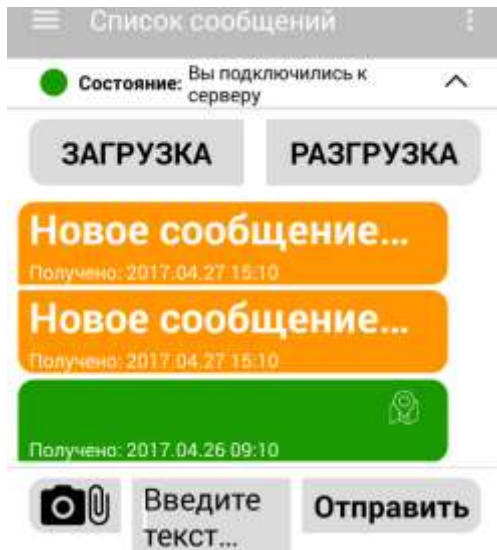 Список сообщений
Состояние: Вы подключились к
серверу
ЗАГРУЗКА РАЗГРУЗКА
Новое сообщение...
Получено: 2017.04.27 15:10
Новое сообщение...
Получено: 2017.04.27 15:10
Получено: 2017.04.26 09:10
Введите
текст...
Отправить